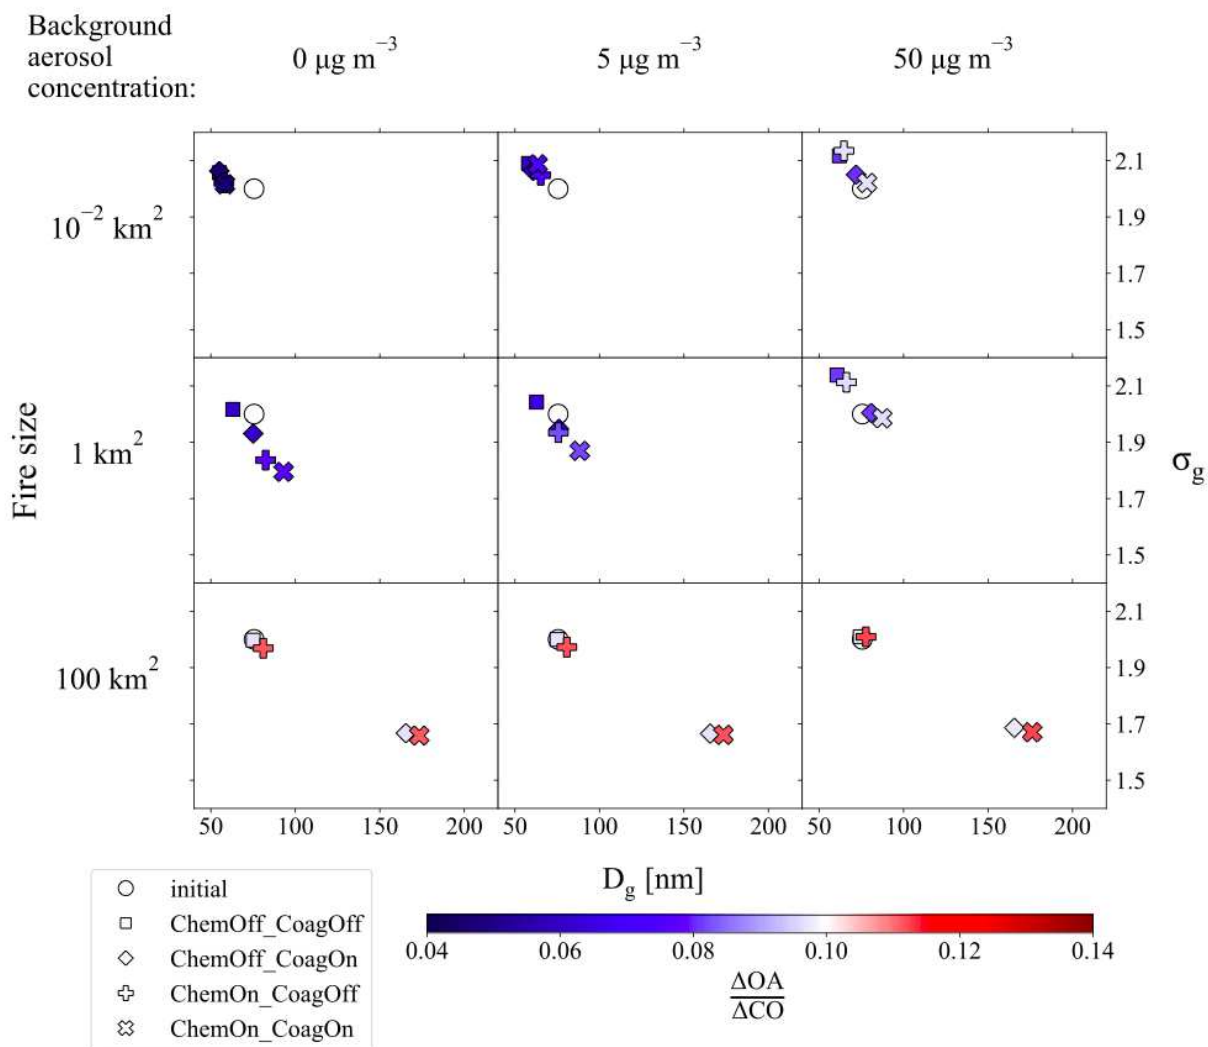 Background
aerosol
concentration:
0 μg m⁻³
5 μg m⁻³
50 μg m⁻³
10⁻² km²
2.1
1.9
1.7
1.5
Fire size
1 km²
2.1
1.9
1.7
1.5
σg
100 km²
2.1
1.9
1.7
1.5
50 100 150 200 50 100 150 200 50 100 150 200
Dg [nm]
initial
ChemOff_CoagOff
ChemOff_CoagOn
ChemOn_CoagOff
ChemOn_CoagOn
0.04 0.06 0.08 0.10 0.12 0.14
ΔOA
ΔCO